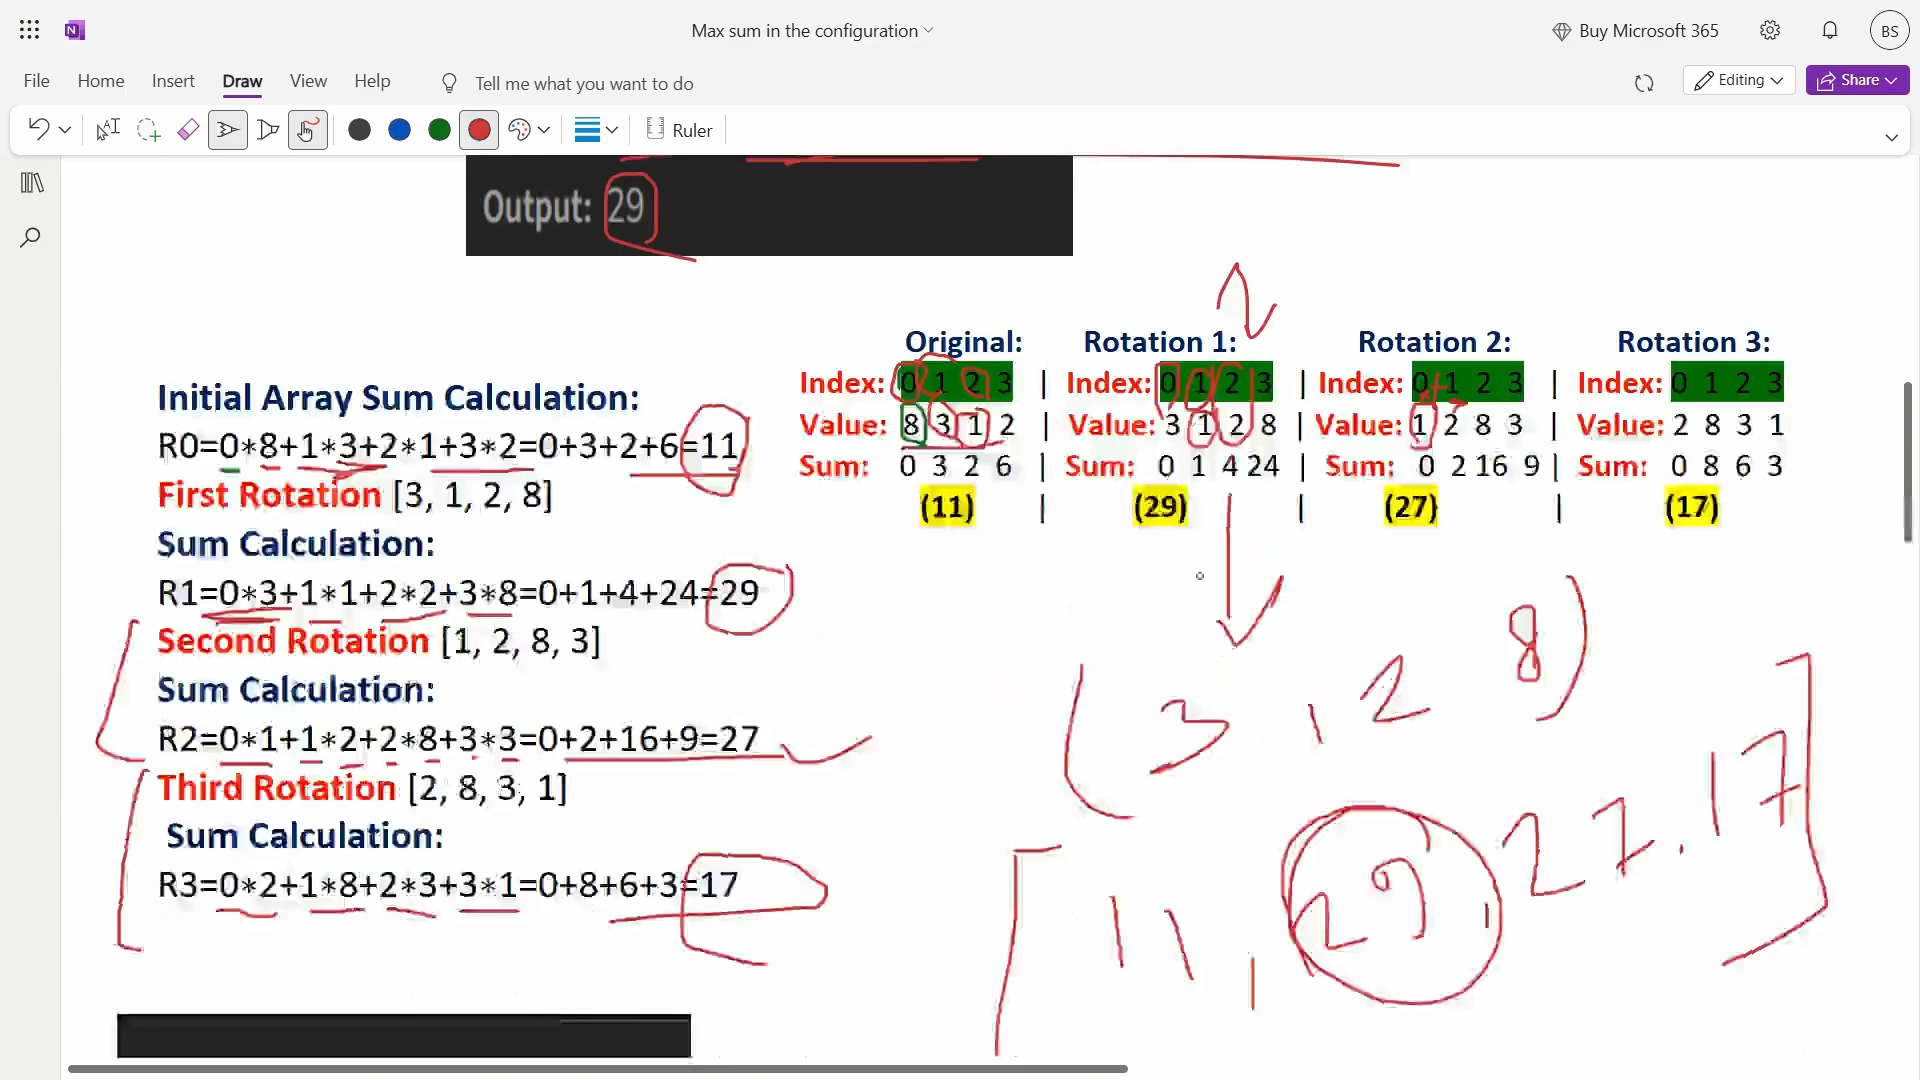 Max sum in the configuration
Buy Microsoft 365
BS
File Home Insert Draw View Help Tell me what you want to do
Editing
Share
Ruler
Output: 29
Original: Rotation 1: Rotation 2: Rotation 3:
Index: 0 1 2 3 | Index: 0 1 2 3 | Index: 0 1 2 3 | Index: 0 1 2 3
Value: 8 3 1 2 | Value: 3 1 2 8 | Value: 1 2 8 3 | Value: 2 8 3 1
Sum: 0 3 2 6 | Sum: 0 1 4 24 | Sum: 0 2 16 9 | Sum: 0 8 6 3
(11) | (29) | (27) | (17)
Initial Array Sum Calculation:
R0=0*8+1*3+2*1+3*2=0+3+2+6=11
First Rotation [3, 1, 2, 8]
Sum Calculation:
R1=0*3+1*1+2*2+3*8=0+1+4+24=29
Second Rotation [1, 2, 8, 3]
Sum Calculation:
R2=0*1+1*2+2*8+3*3=0+2+16+9=27
Third Rotation [2, 8, 3, 1]
Sum Calculation:
R3=0*2+1*8+2*3+3*1=0+8+6+3=17
(3 1 2 8)
[11, 29, 27, 17]